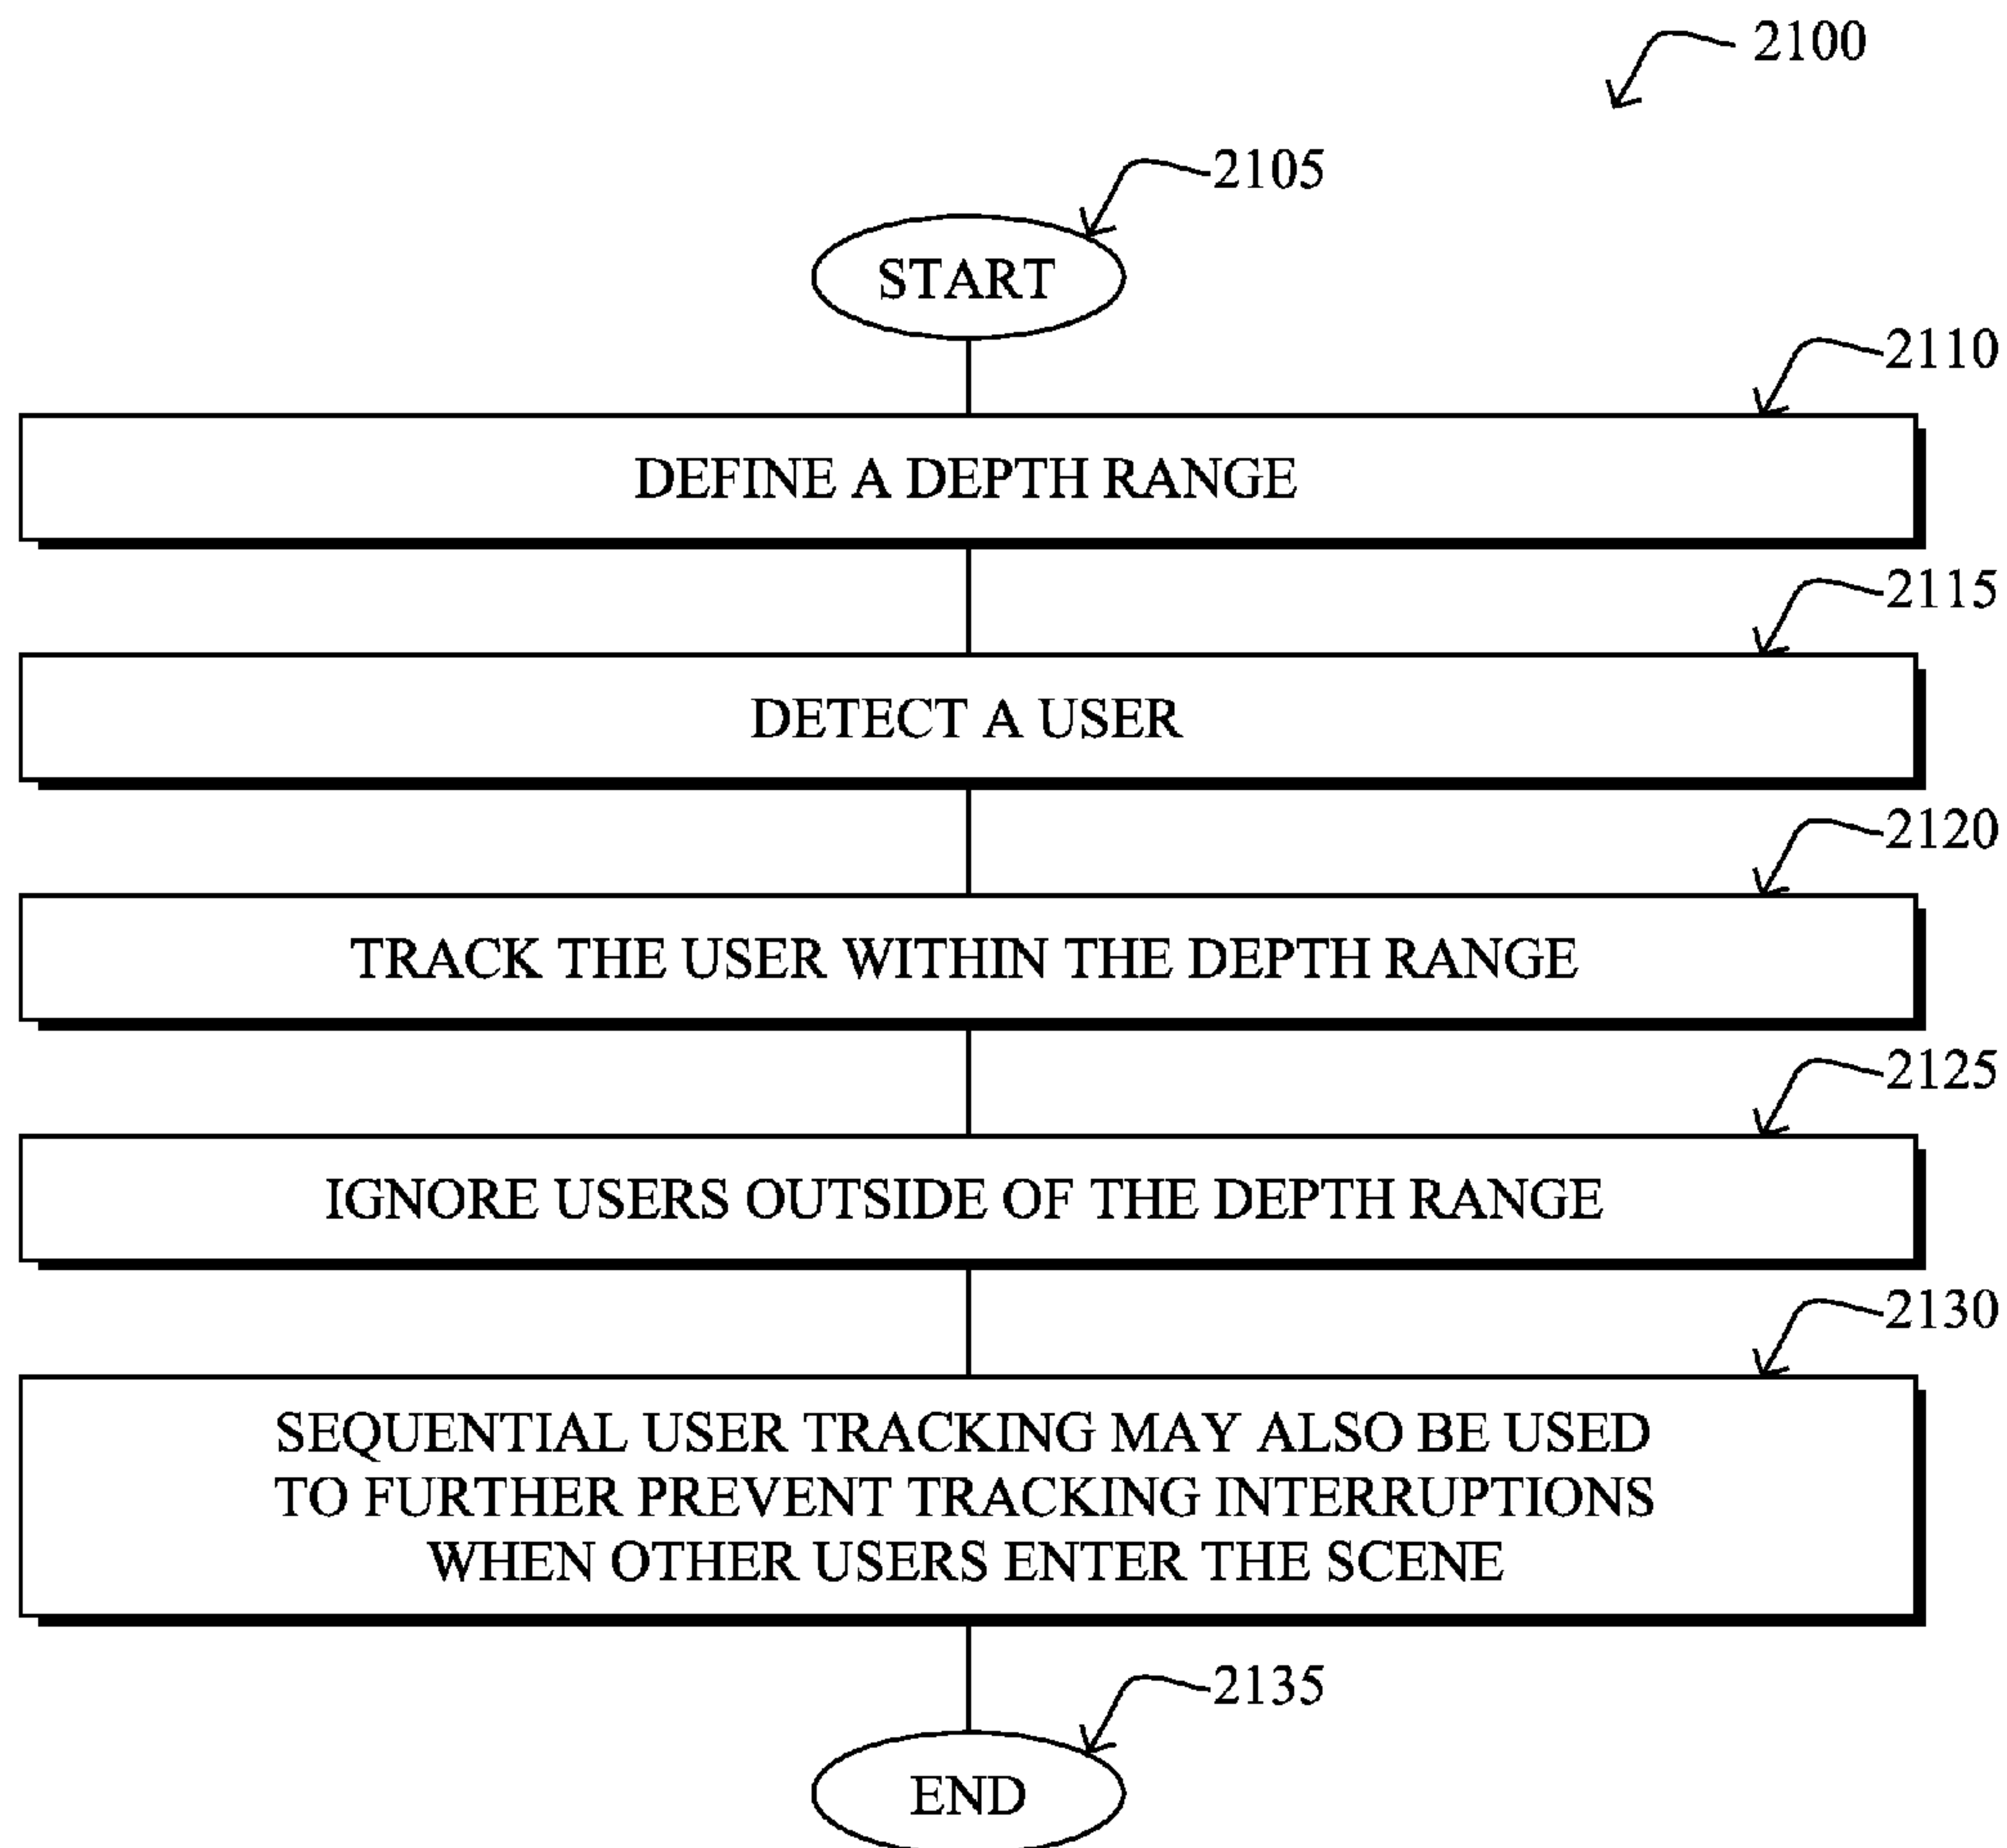 2100
2105
START
2110
DEFINE A DEPTH RANGE
2115
DETECT A USER
2120
TRACK THE USER WITHIN THE DEPTH RANGE
2125
IGNORE USERS OUTSIDE OF THE DEPTH RANGE
2130
SEQUENTIAL USER TRACKING MAY ALSO BE USED
TO FURTHER PREVENT TRACKING INTERRUPTIONS
WHEN OTHER USERS ENTER THE SCENE
2135
END